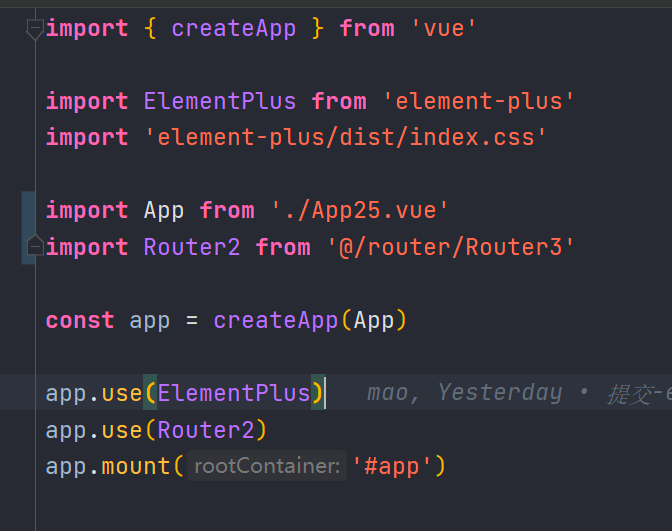 import { createApp } from 'vue'
import ElementPlus from 'element-plus'
import 'element-plus/dist/index.css'
import App from './App25.vue'
import Router2 from '@/router/Router3'
const app = createApp(App)
app.use(ElementPlus) mao, Yesterday • 提交-e
app.use(Router2)
app.mount( rootContainer: '#app')